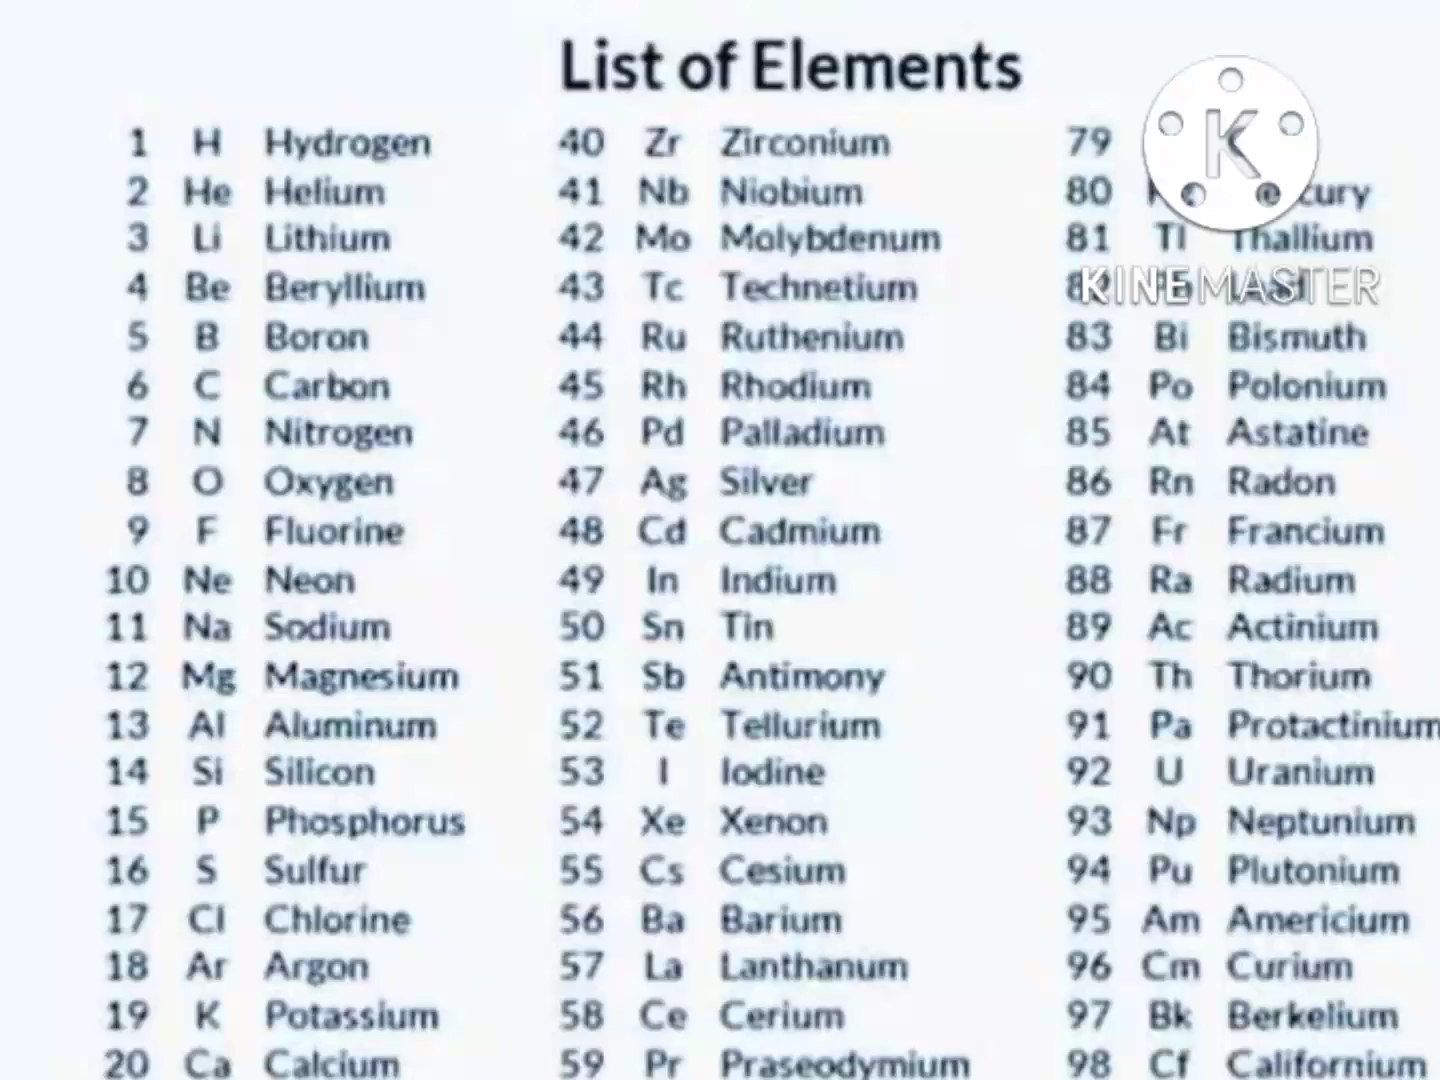 List of Elements
1 H Hydrogen
2 He Helium
3 Li Lithium
4 Be Beryllium
5 B Boron
6 C Carbon
7 N Nitrogen
8 O Oxygen
9 F Fluorine
10 Ne Neon
11 Na Sodium
12 Mg Magnesium
13 Al Aluminum
14 Si Silicon
15 P Phosphorus
16 S Sulfur
17 Cl Chlorine
18 Ar Argon
19 K Potassium
20 Ca Calcium
40 Zr Zirconium
41 Nb Niobium
42 Mo Molybdenum
43 Tc Technetium
44 Ru Ruthenium
45 Rh Rhodium
46 Pd Palladium
47 Ag Silver
48 Cd Cadmium
49 In Indium
50 Sn Tin
51 Sb Antimony
52 Te Tellurium
53 I Iodine
54 Xe Xenon
55 Cs Cesium
56 Ba Barium
57 La Lanthanum
58 Ce Cerium
59 Pr Praseodymium
79
80
81 Tl Thallium
83 Bi Bismuth
84 Po Polonium
85 At Astatine
86 Rn Radon
87 Fr Francium
88 Ra Radium
89 Ac Actinium
90 Th Thorium
91 Pa Protactinium
92 U Uranium
93 Np Neptunium
94 Pu Plutonium
95 Am Americium
96 Cm Curium
97 Bk Berkelium
98 Cf Californium
K
KINEMASTER